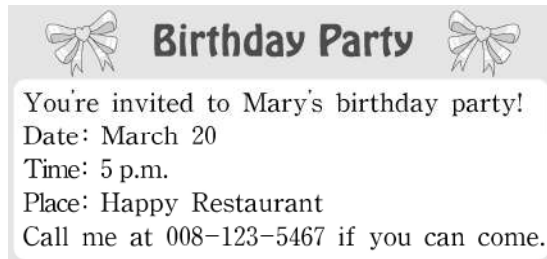 Birthday Party
You're invited to Mary's birthday party!
Date: March 20
Time: 5 p.m.
Place: Happy Restaurant
Call me at 008-123-5467 if you can come.